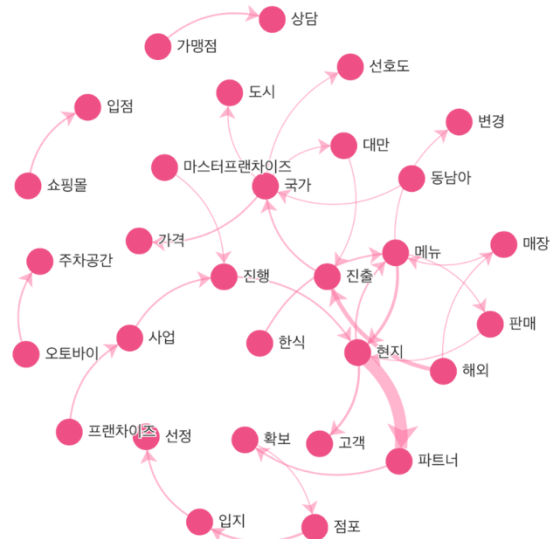 상담
가맹점
선호도
도시
입점
변경
대만
마스터프랜차이즈
동남아
쇼핑몰
국가
가격
매장
메뉴
주차공간
진행
진출
판매
사업
한식
현지
오토바이
해외
프랜차이즈
선정
확보
고객
파트너
입지
점포